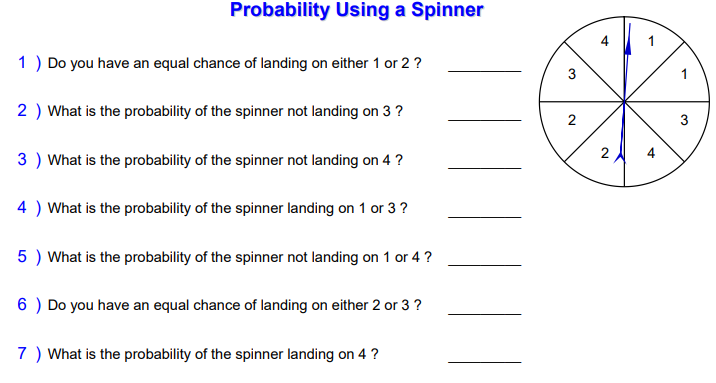 Probability Using a Spinner
1 ) Do you have an equal chance of landing on either 1 or 2 ?
2 ) What is the probability of the spinner not landing on 3 ?
3 ) What is the probability of the spinner not landing on 4 ?
4 ) What is the probability of the spinner landing on 1 or 3 ?
5 ) What is the probability of the spinner not landing on 1 or 4 ?
6 ) Do you have an equal chance of landing on either 2 or 3 ?
7 ) What is the probability of the spinner landing on 4 ?
4 1
3 1
2 3
2 4